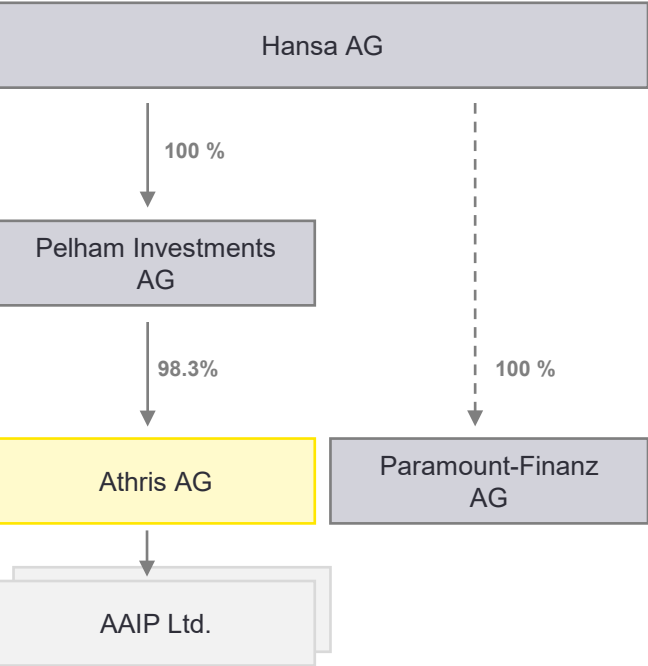 Hansa AG
100 %
Pelham Investments
AG
98.3%
100 %
Athris AG
Paramount-Finanz
AG
AAIP Ltd.